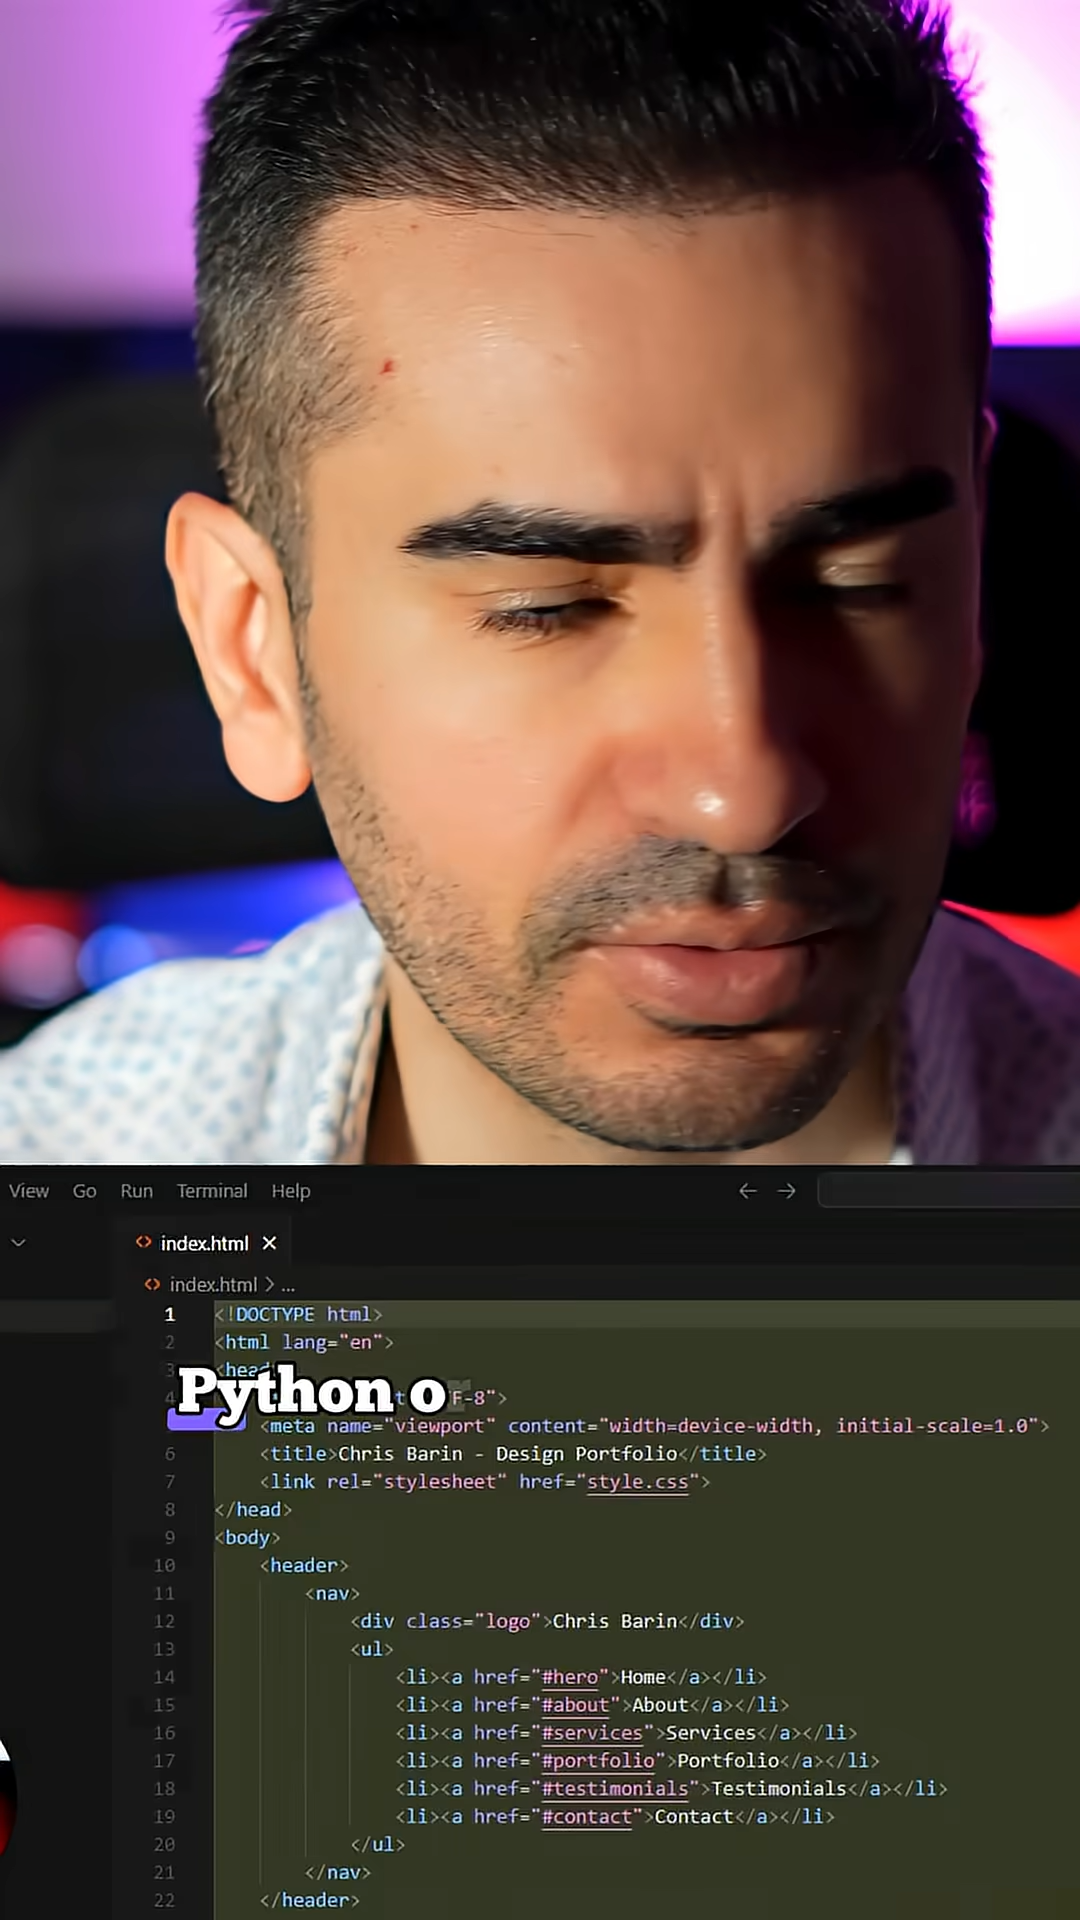 View Go Run Terminal Help
index.html
index.html > ...
1 <!DOCTYPE html>
2 <html lang="en">
3 <head
Python o
4 t F-8">
<meta name="viewport" content="width=device-width, initial-scale=1.0">
6 <title>Chris Barin - Design Portfolio</title>
7 <link rel="stylesheet" href="style.css">
8 </head>
9 <body>
10 <header>
11 <nav>
12 <div class="logo">Chris Barin</div>
13 <ul>
14 <li><a href="#hero">Home</a></li>
15 <li><a href="#about">About</a></li>
16 <li><a href="#services">Services</a></li>
17 <li><a href="#portfolio">Portfolio</a></li>
18 <li><a href="#testimonials">Testimonials</a></li>
19 <li><a href="#contact">Contact</a></li>
20 </ul>
21 </nav>
22 </header>